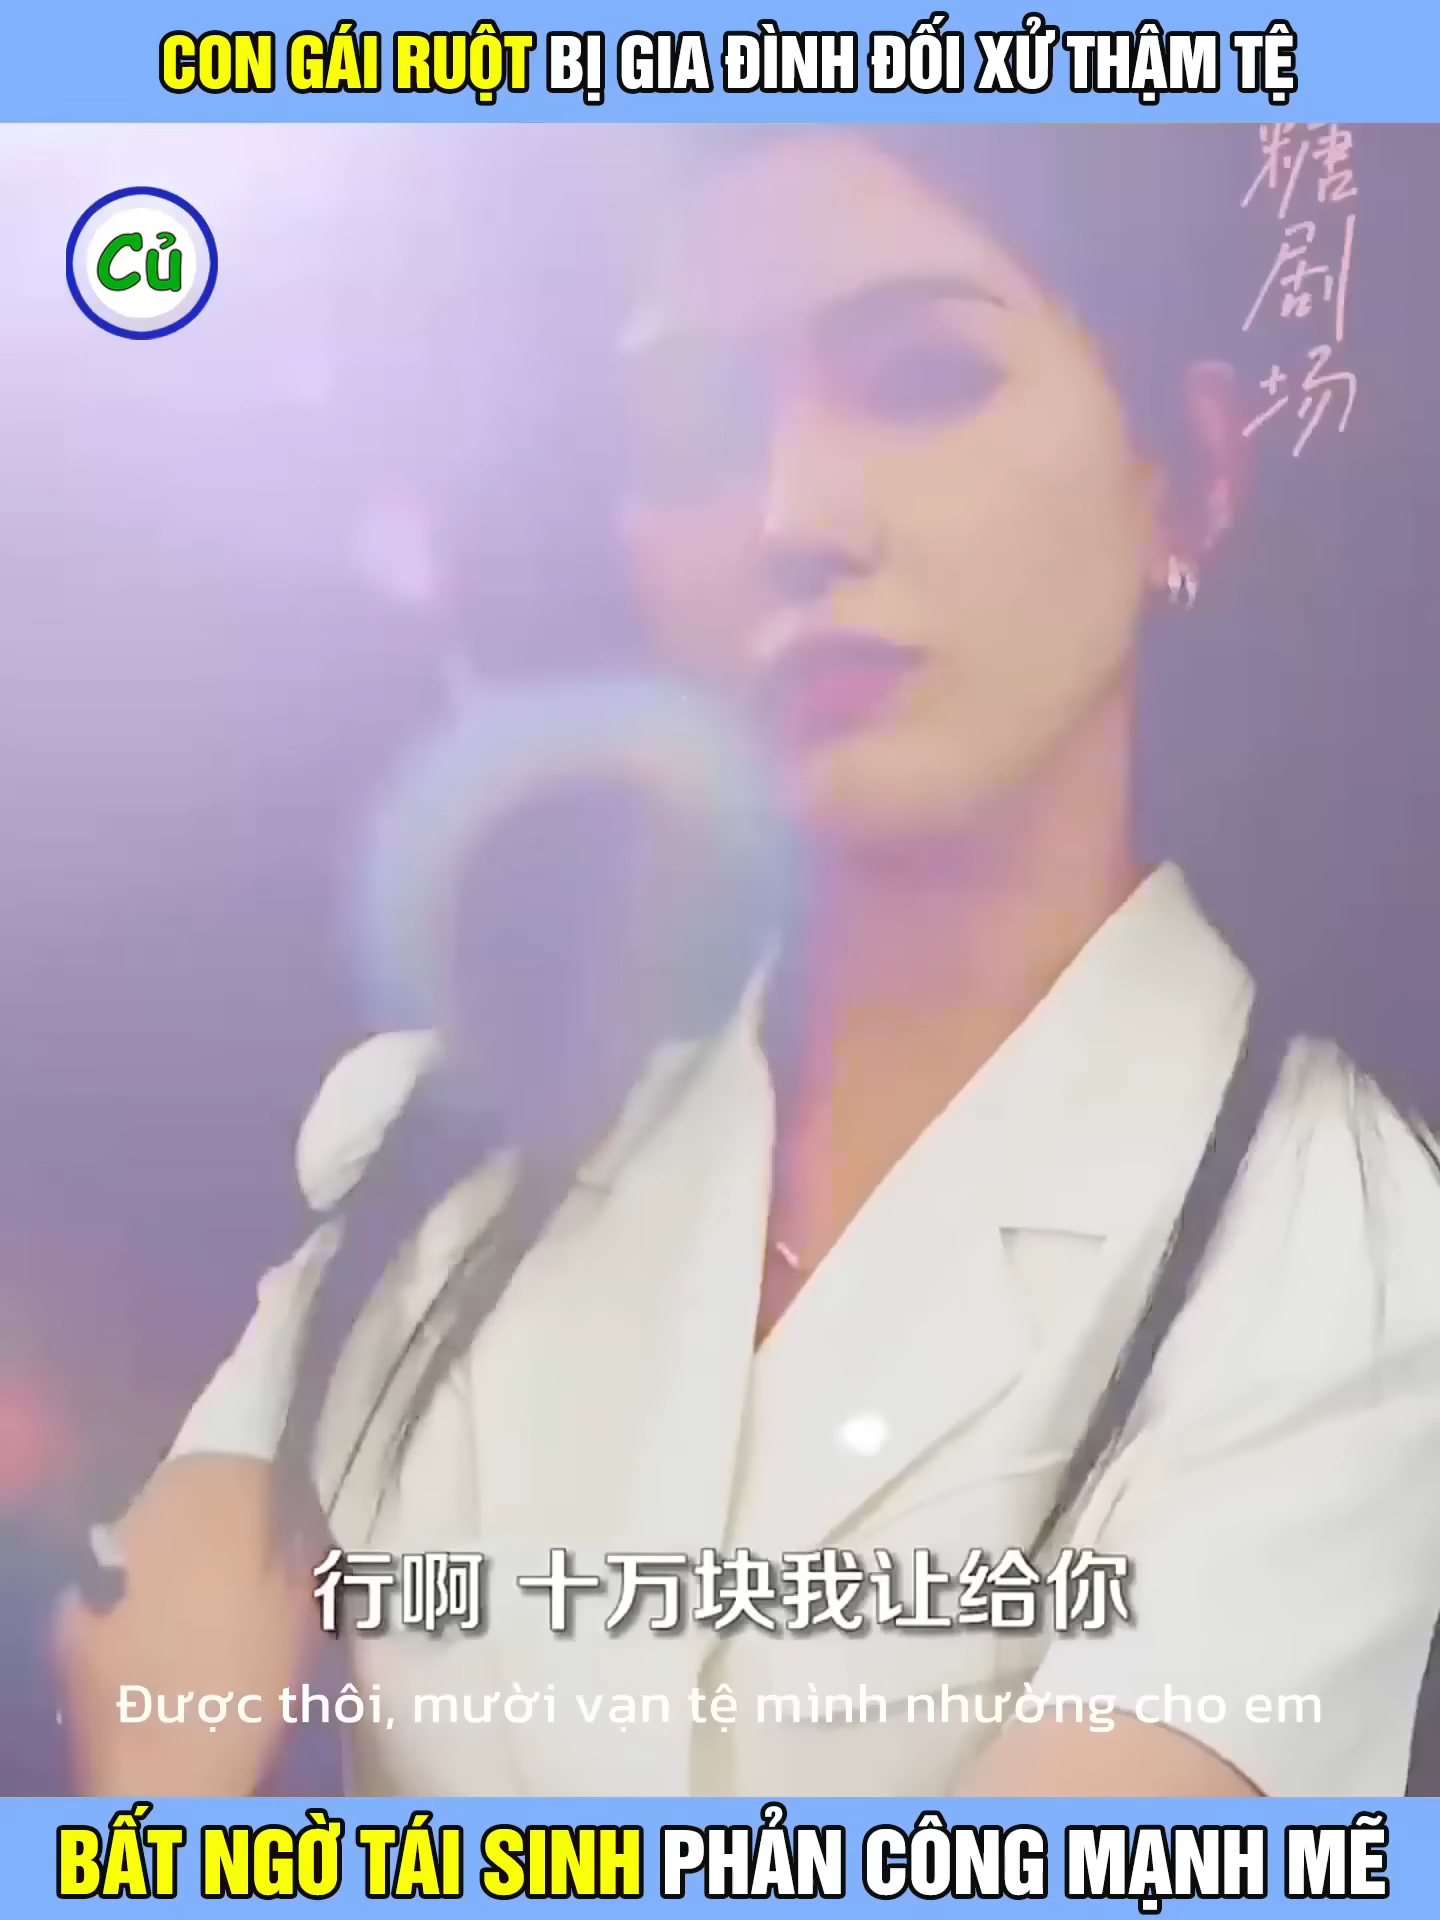 CON GÁI RUỘT BỊ GIA ĐÌNH ĐỐI XỬ THẬM TỆ
Củ
糖剧场
行啊 十万块我让给你
Được thôi, mười vạn tệ mình nhường cho em
BẤT NGỜ TÁI SINH PHẢN CÔNG MẠNH MẼ